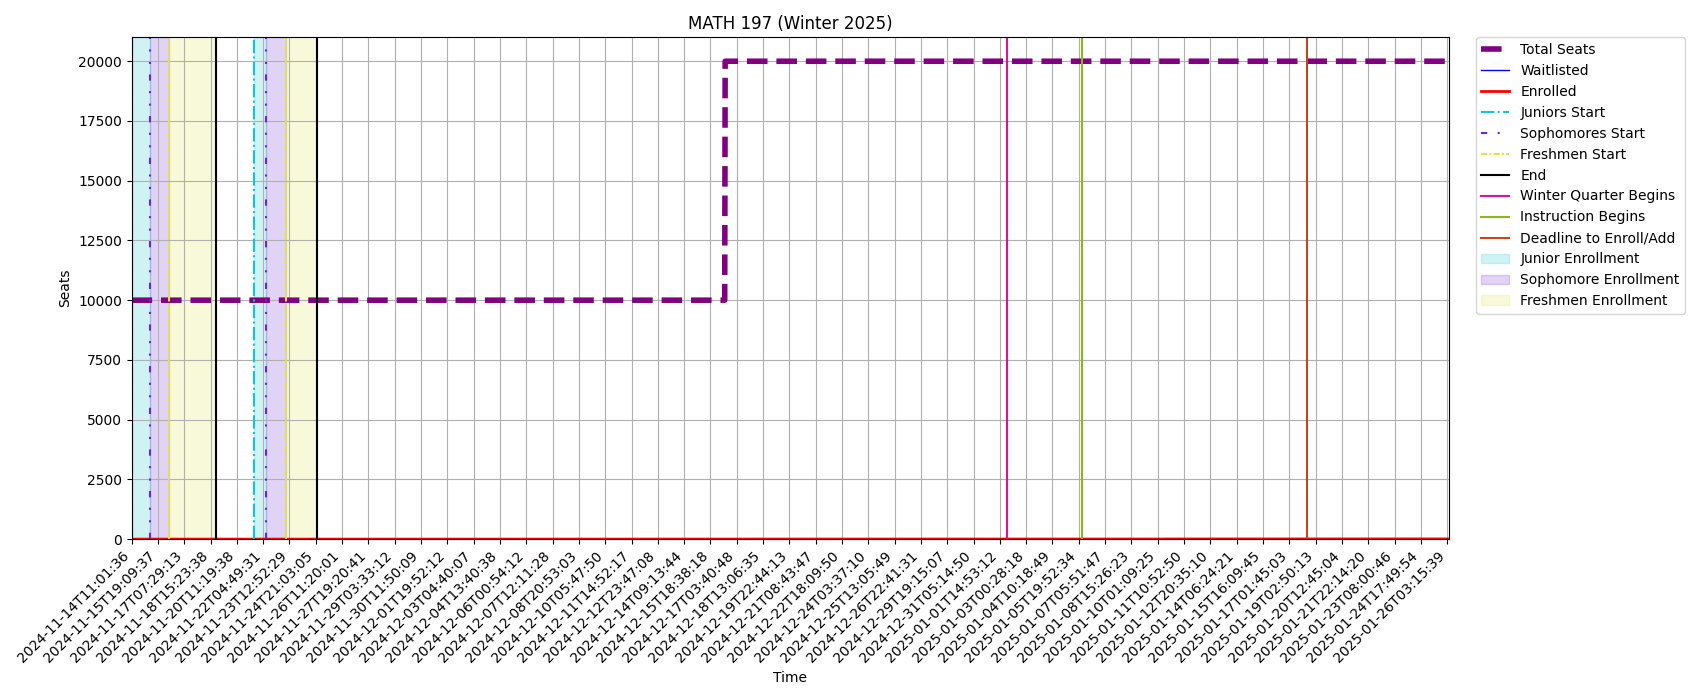 MATH 197 (Winter 2025)
Seats
20000
17500
15000
12500
10000
7500
5000
2500
0
2024-11-14T11:01:36
2024-11-15T19:09:37
2024-11-17T07:29:13
2024-11-18T15:23:38
2024-11-20T11:19:38
2024-11-22T04:49:31
2024-11-23T12:52:29
2024-11-24T21:03:05
2024-11-26T11:20:01
2024-11-27T19:20:41
2024-11-29T03:33:12
2024-11-30T11:50:09
2024-12-01T19:52:12
2024-12-03T04:40:07
2024-12-04T13:40:38
2024-12-06T00:54:12
2024-12-07T12:11:28
2024-12-08T20:53:03
2024-12-10T05:47:50
2024-12-11T14:52:17
2024-12-12T23:47:08
2024-12-14T09:13:44
2024-12-15T18:38:18
2024-12-17T03:40:48
2024-12-18T13:06:35
2024-12-19T22:44:13
2024-12-21T08:43:47
2024-12-22T18:09:50
2024-12-24T03:37:10
2024-12-25T13:05:49
2024-12-26T22:41:31
2024-12-29T19:15:07
2024-12-31T05:14:50
2025-01-01T14:53:12
2025-01-03T00:28:18
2025-01-04T10:18:49
2025-01-05T19:52:34
2025-01-07T05:51:47
2025-01-08T15:26:23
2025-01-10T01:09:25
2025-01-11T10:52:50
2025-01-12T20:35:10
2025-01-14T06:24:21
2025-01-15T16:09:45
2025-01-17T01:45:03
2025-01-19T02:50:13
2025-01-20T12:45:04
2025-01-21T22:14:20
2025-01-23T08:00:46
2025-01-24T17:49:54
2025-01-26T03:15:39
Time
Total Seats
Waitlisted
Enrolled
Juniors Start
Sophomores Start
Freshmen Start
End
Winter Quarter Begins
Instruction Begins
Deadline to Enroll/Add
Junior Enrollment
Sophomore Enrollment
Freshmen Enrollment